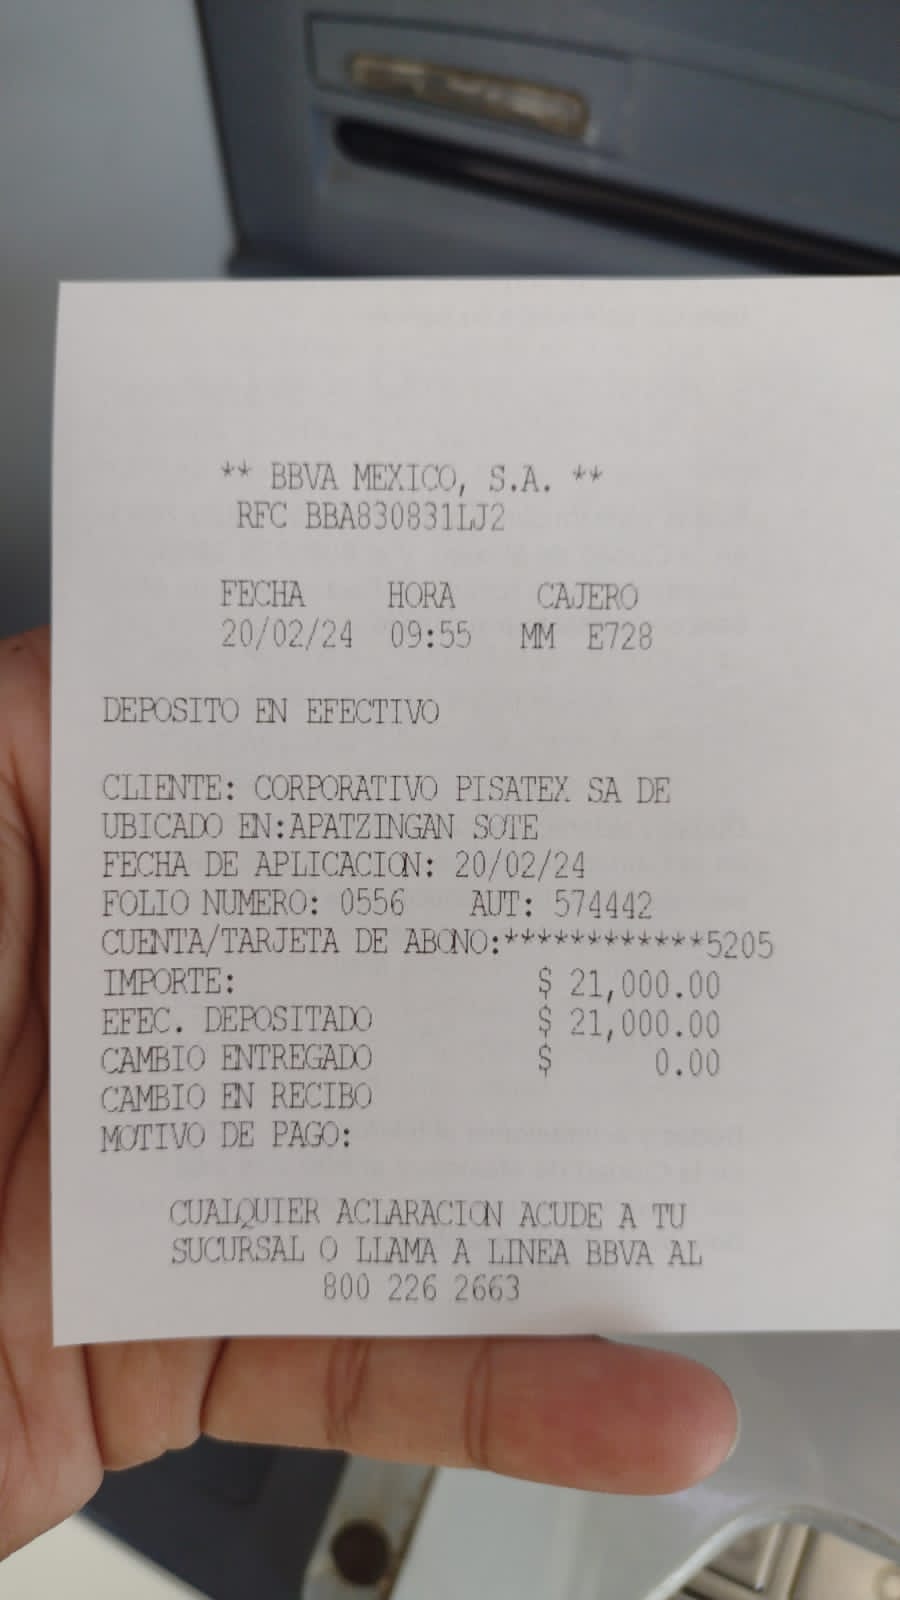 ** BBVA MEXICO, S.A. **
RFC BBA830831LJ2
FECHA HORA CAJERO
20/02/24 09:55 MM E728
DEPOSITO EN EFECTIVO
CLIENTE: CORPORATIVO PISATEX SA DE
UBICADO EN:APATZINGAN SOTE
FECHA DE APLICACION: 20/02/24
FOLIO NUMERO: 0556 AUT: 574442
CUENTA/TARJETA DE ABONO:************5205
IMPORTE: $ 21,000.00
EFEC. DEPOSITADO $ 21,000.00
CAMBIO ENTREGADO $ 0.00
CAMBIO EN RECIBO
MOTIVO DE PAGO:
CUALQUIER ACLARACION ACUDE A TU
SUCURSAL O LLAMA A LINEA BBVA AL
800 226 2663